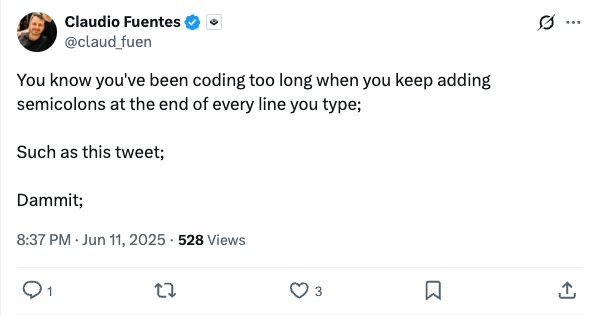 Claudio Fuentes
@claud_fuen
You know you've been coding too long when you keep adding
semicolons at the end of every line you type;
Such as this tweet;
Dammit;
8:37 PM · Jun 11, 2025 · 528 Views
1
3